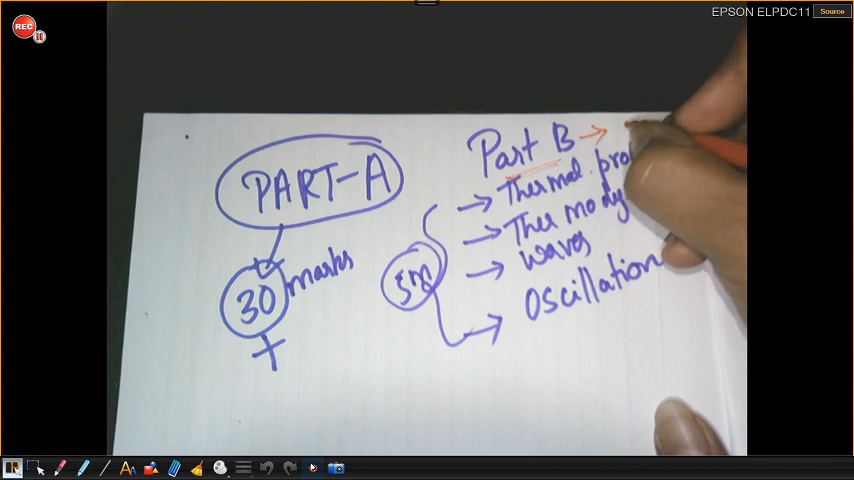 EPSON ELPDC11 Source
REC
PART-A
30 marks
+
Part B →
5m
→ Thermal. pro
→ Thermody
→ waves
→ Oscillation